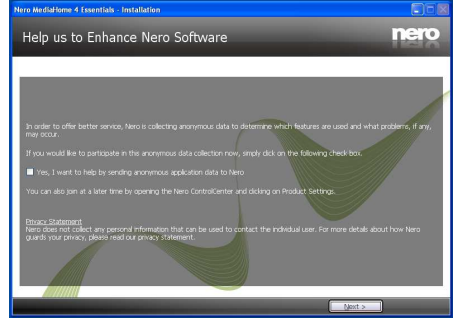 Nero MediaHome 4 Essentials - Installation
Help us to Enhance Nero Software
nero
In order to offer better service, Nero is collecting anonymous data to determine which features are used and what problems, if any,
may occur.
If you would like to participate in this anonymous data collection now, simply click on the following check box.
Yes, I want to help by sending anonymous application data to Nero
You can also join at a later time by opening the Nero ControlCenter and clicking on Product Settings.
Privacy Statement
Nero does not collect any personal information that can be used to contact the individual user. For more details about how Nero
guards your privacy, please read our privacy statement.
Next >